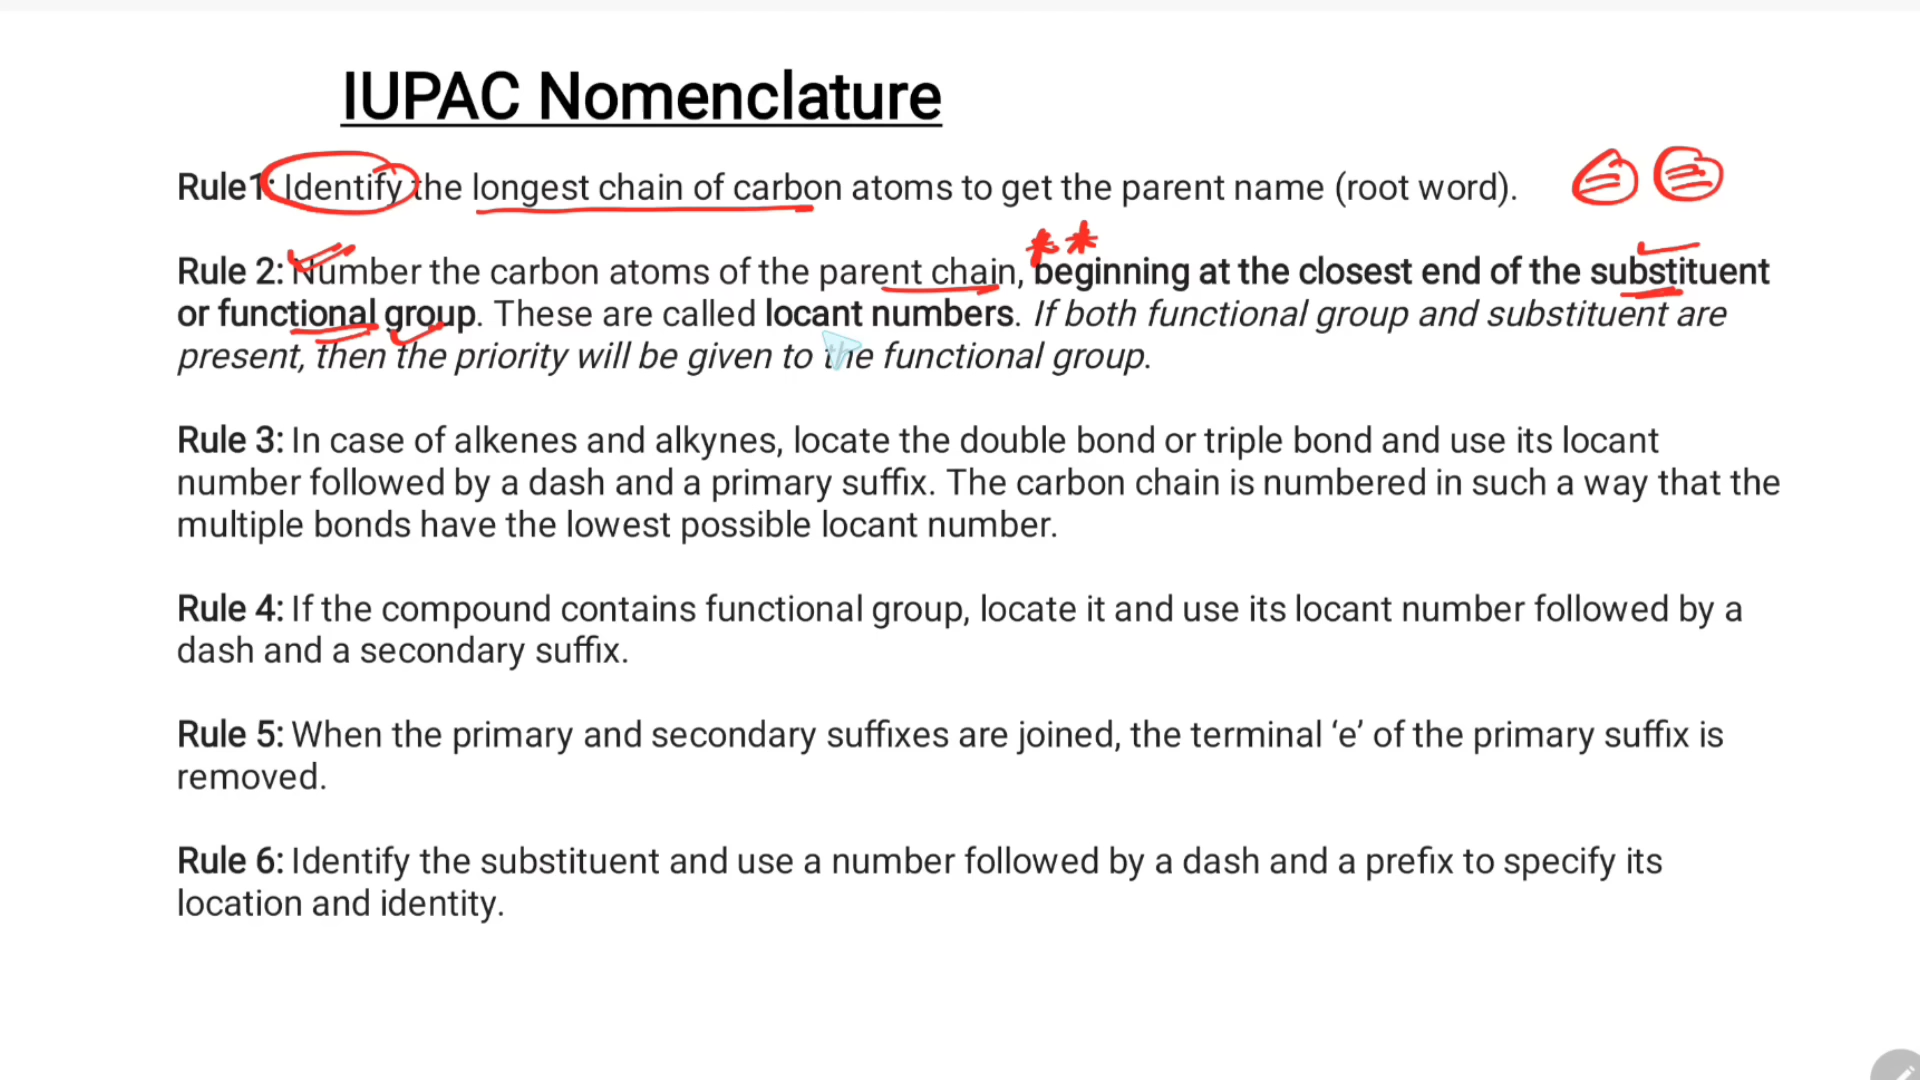 IUPAC Nomenclature
Rule1: Identify the longest chain of carbon atoms to get the parent name (root word).
Rule 2: Number the carbon atoms of the parent chain, beginning at the closest end of the substituent
or functional group. These are called locant numbers. If both functional group and substituent are
present, then the priority will be given to the functional group.
Rule 3: In case of alkenes and alkynes, locate the double bond or triple bond and use its locant
number followed by a dash and a primary suffix. The carbon chain is numbered in such a way that the
multiple bonds have the lowest possible locant number.
Rule 4: If the compound contains functional group, locate it and use its locant number followed by a
dash and a secondary suffix.
Rule 5: When the primary and secondary suffixes are joined, the terminal ‘e’ of the primary suffix is
removed.
Rule 6: Identify the substituent and use a number followed by a dash and a prefix to specify its
location and identity.